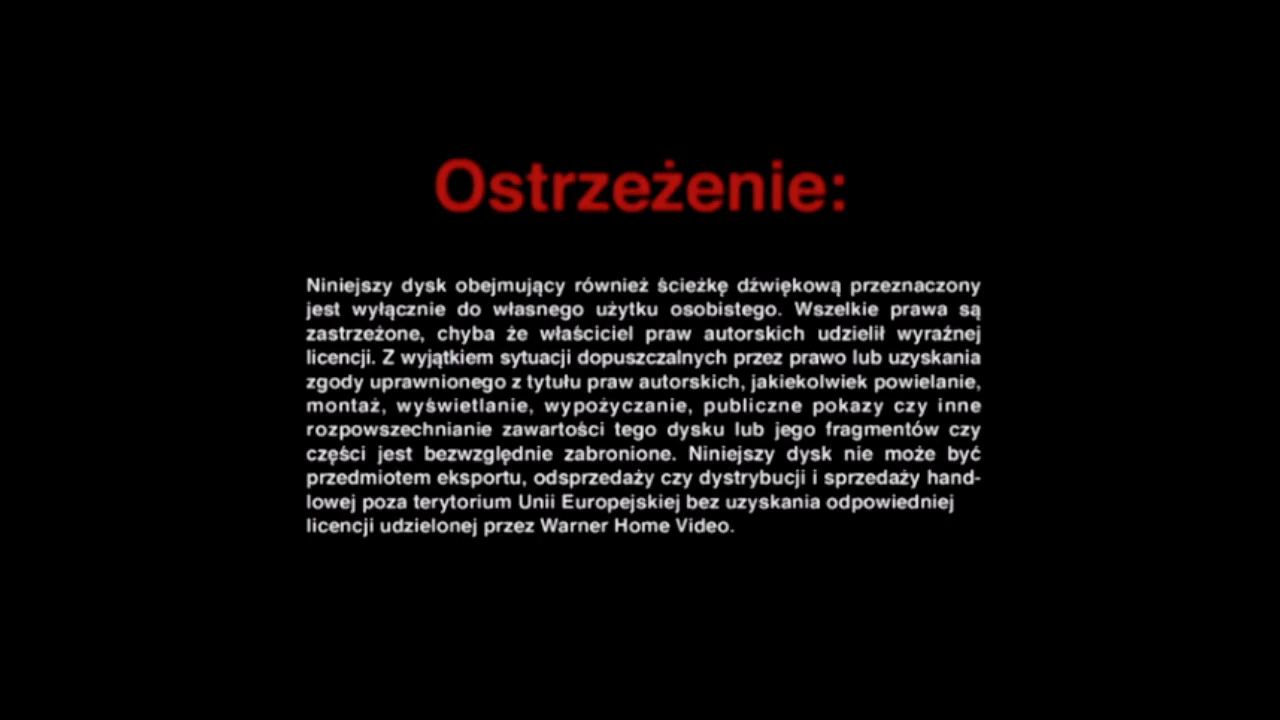 Ostrzeżenie:
Niniejszy dysk obejmujący również ścieżkę dźwiękową przeznaczony
jest wyłącznie do własnego użytku osobistego. Wszelkie prawa są
zastrzeżone, chyba że właściciel praw autorskich udzielił wyraźnej
licencji. Z wyjątkiem sytuacji dopuszczalnych przez prawo lub uzyskania
zgody uprawnionego z tytułu praw autorskich, jakiekolwiek powielanie,
montaż, wyświetlanie, wypożyczanie, publiczne pokazy czy inne
rozpowszechnianie zawartości tego dysku lub jego fragmentów czy
części jest bezwzględnie zabronione. Niniejszy dysk nie może być
przedmiotem eksportu, odsprzedaży czy dystrybucji i sprzedaży hand-
lowej poza terytorium Unii Europejskiej bez uzyskania odpowiedniej
licencji udzielonej przez Warner Home Video.